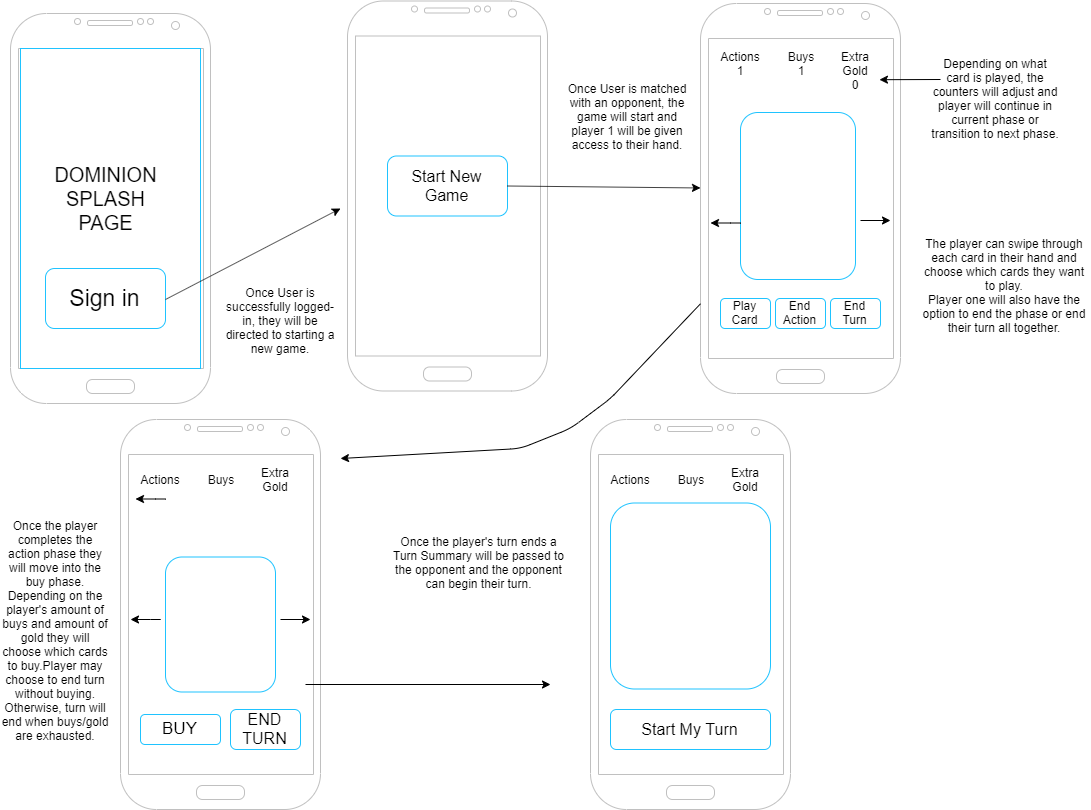 DOMINION
SPLASH
PAGE
Sign in
Once User is
successfully logged-
in, they will be
directed to starting a
new game.
Start New
Game
Once User is matched
with an opponent, the
game will start and
player 1 will be given
access to their hand.
Actions
1
Buys
1
Extra
Gold
0
Play
Card
End
Action
End
Turn
Depending on what
card is played, the
counters will adjust and
player will continue in
current phase or
transition to next phase.
The player can swipe through
each card in their hand and
choose which cards they want
to play.
Player one will also have the
option to end the phase or end
their turn all together.
Once the player
completes the
action phase they
will move into the
buy phase.
Depending on the
player's amount of
buys and amount of
gold they will
choose which cards
to buy.Player may
choose to end turn
without buying.
Otherwise, turn will
end when buys/gold
are exhausted.
Actions
Buys
Extra
Gold
BUY
END
TURN
Once the player's turn ends a
Turn Summary will be passed to
the opponent and the opponent
can begin their turn.
Actions
Buys
Extra
Gold
Start My Turn